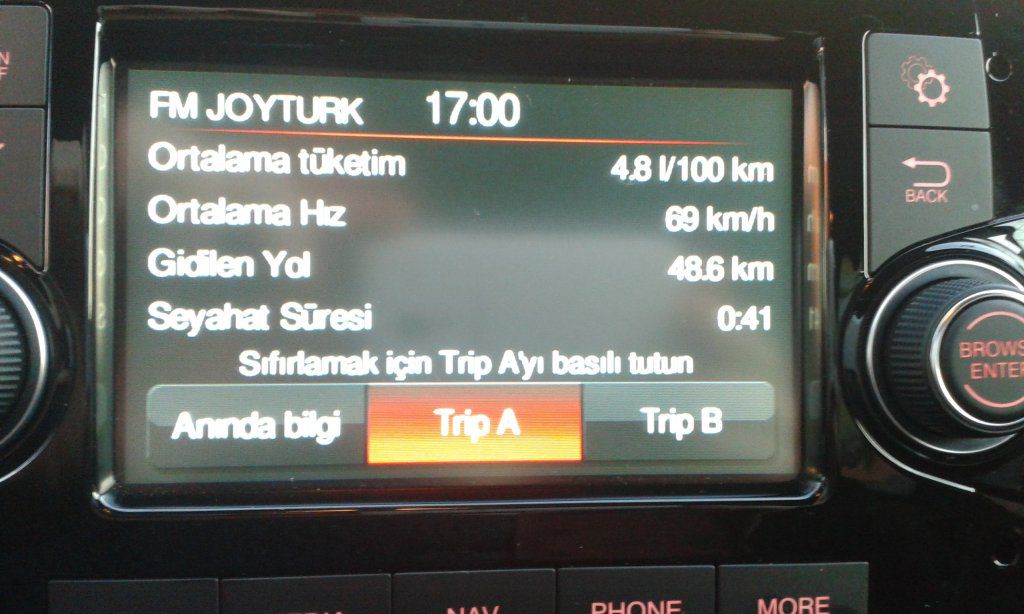 FM JOYTURK 17:00
Ortalama tüketim 4.8 l/100 km
Ortalama Hız 69 km/h
Gidilen Yol 48.6 km
Seyahat Süresi 0:41
Sıfırlamak için Trip A'yı basılı tutun
Anında bilgi Trip A Trip B
BACK
BROWSE
ENTER
NAV PHONE MORE